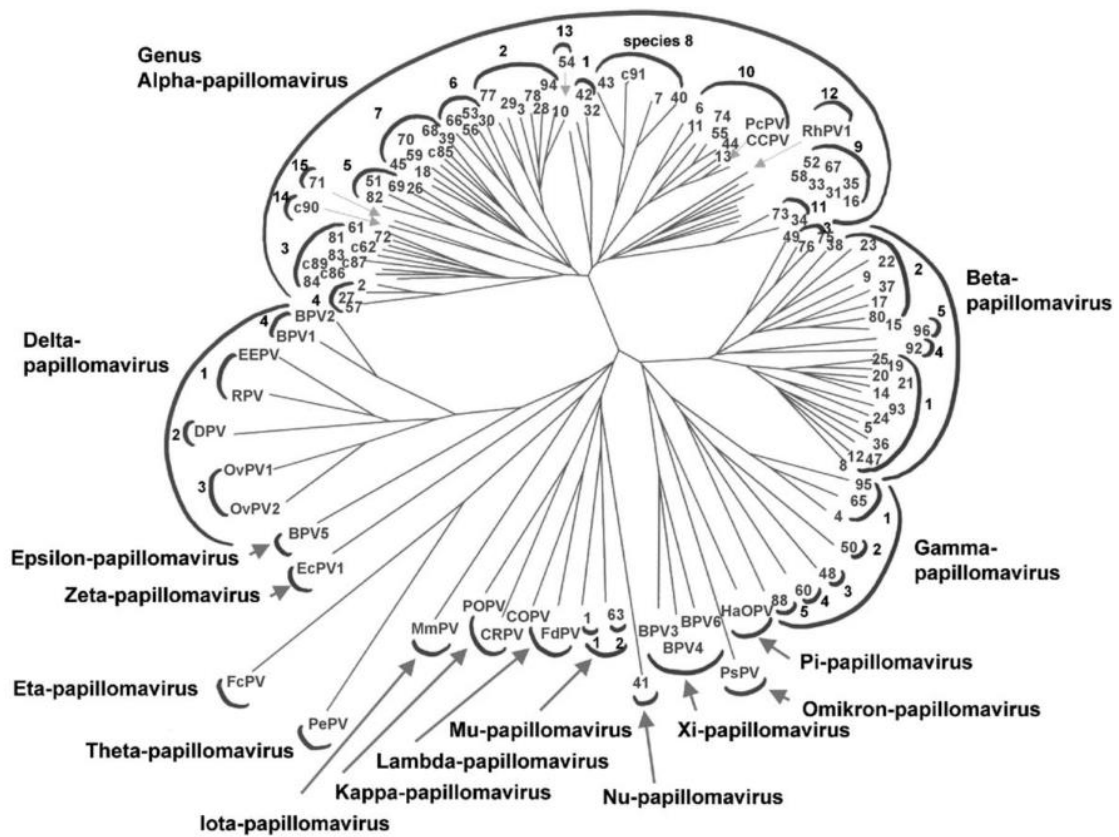 Genus
Alpha-papillomavirus
13
54
2
1
species 8
94
42
43
c91
7
40
10
6
77
78
29
3
28
10
32
6
53
66
30
56
7
68
70
39
59
c85
45
18
5
51
69
26
82
15
71
14
c90
11
74
55
44
13
PcPV
CCPV
12
RhPV1
9
52
67
58
33
31
35
16
11
73
34
3
61
81
72
83
c62
c89
c87
c86
84
4
2
27
57
3
49
76
75
38
23
22
2
9
37
17
80
15
5
96
4
92
Beta-
papillomavirus
25
19
20
21
14
1
93
24
5
36
12
47
8
Delta-
papillomavirus
4
BPV2
BPV1
EEPV
1
RPV
2
DPV
OvPV1
3
OvPV2
95
65
1
4
50
2
48
3
60
4
88
5
Gamma-
papillomavirus
Epsilon-papillomavirus
BPV5
Zeta-papillomavirus
EcPV1
Eta-papillomavirus
FcPV
Theta-papillomavirus
PePV
MmPV
POPV
CRPV
COPV
FdPV
1
63
1
2
41
BPV3
BPV4
BPV6
HaOPV
PsPV
Pi-papillomavirus
Omikron-papillomavirus
Xi-papillomavirus
Mu-papillomavirus
Lambda-papillomavirus
Nu-papillomavirus
Kappa-papillomavirus
Iota-papillomavirus